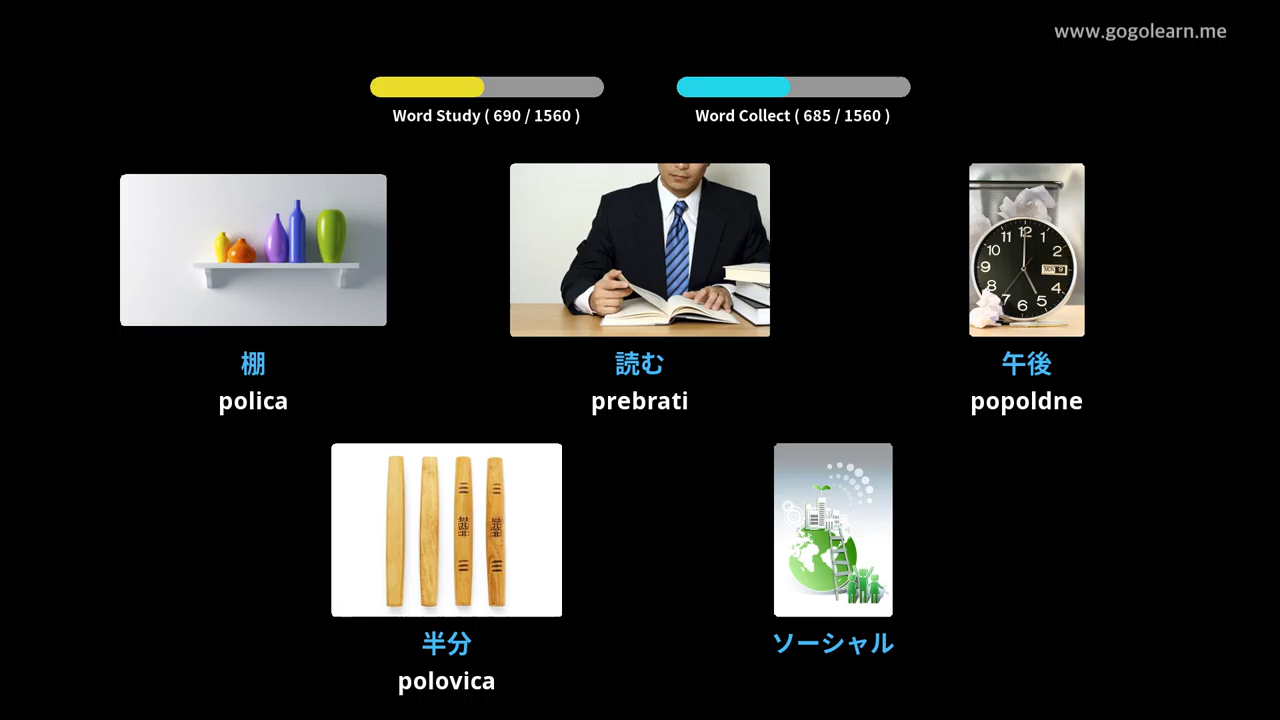 www.gogolearn.me
Word Study ( 690 / 1560 )
Word Collect ( 685 / 1560 )
棚
polica
読む
prebrati
午後
popoldne
半分
polovica
ソーシャル